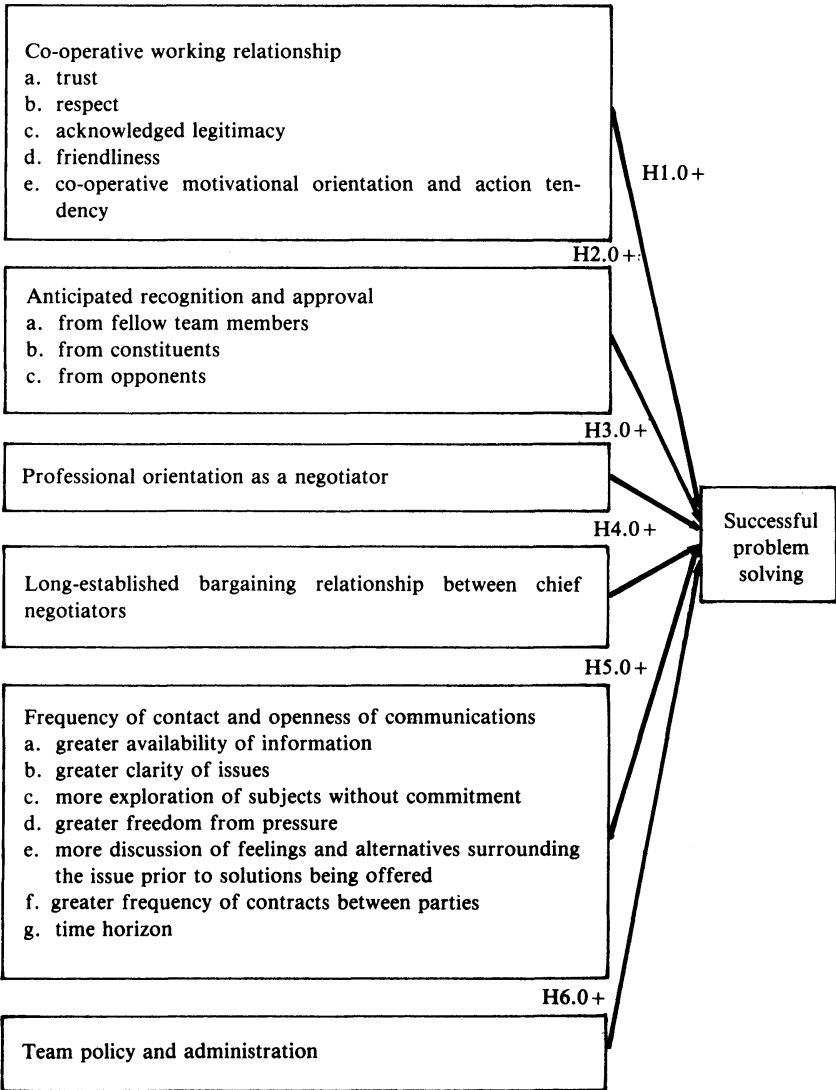 Co-operative working relationship
a. trust
b. respect
c. acknowledged legitimacy
d. friendliness
e. co-operative motivational orientation and action ten-
dency
H1.0+
H2.0+
Anticipated recognition and approval
a. from fellow team members
b. from constituents
c. from opponents
H3.0+
Professional orientation as a negotiator
H4.0+
Successful
problem
solving
Long-established bargaining relationship between chief
negotiators
H5.0+
Frequency of contact and openness of communications
a. greater availability of information
b. greater clarity of issues
c. more exploration of subjects without commitment
d. greater freedom from pressure
e. more discussion of feelings and alternatives surrounding
the issue prior to solutions being offered
f. greater frequency of contracts between parties
g. time horizon
H6.0+
Team policy and administration